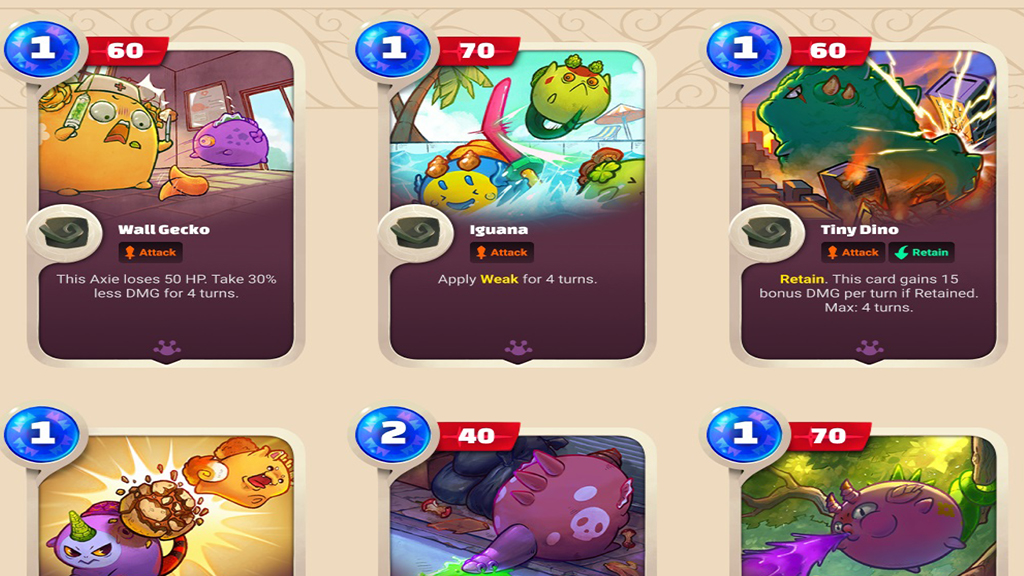 1 60
1 70
1 60
Wall Gecko
Attack
This Axie loses 50 HP. Take 30%
less DMG for 4 turns.
Iguana
Attack
Apply Weak for 4 turns.
Tiny Dino
Attack Retain
Retain. This card gains 15
bonus DMG per turn if Retained.
Max: 4 turns.
1
2 40
1 70